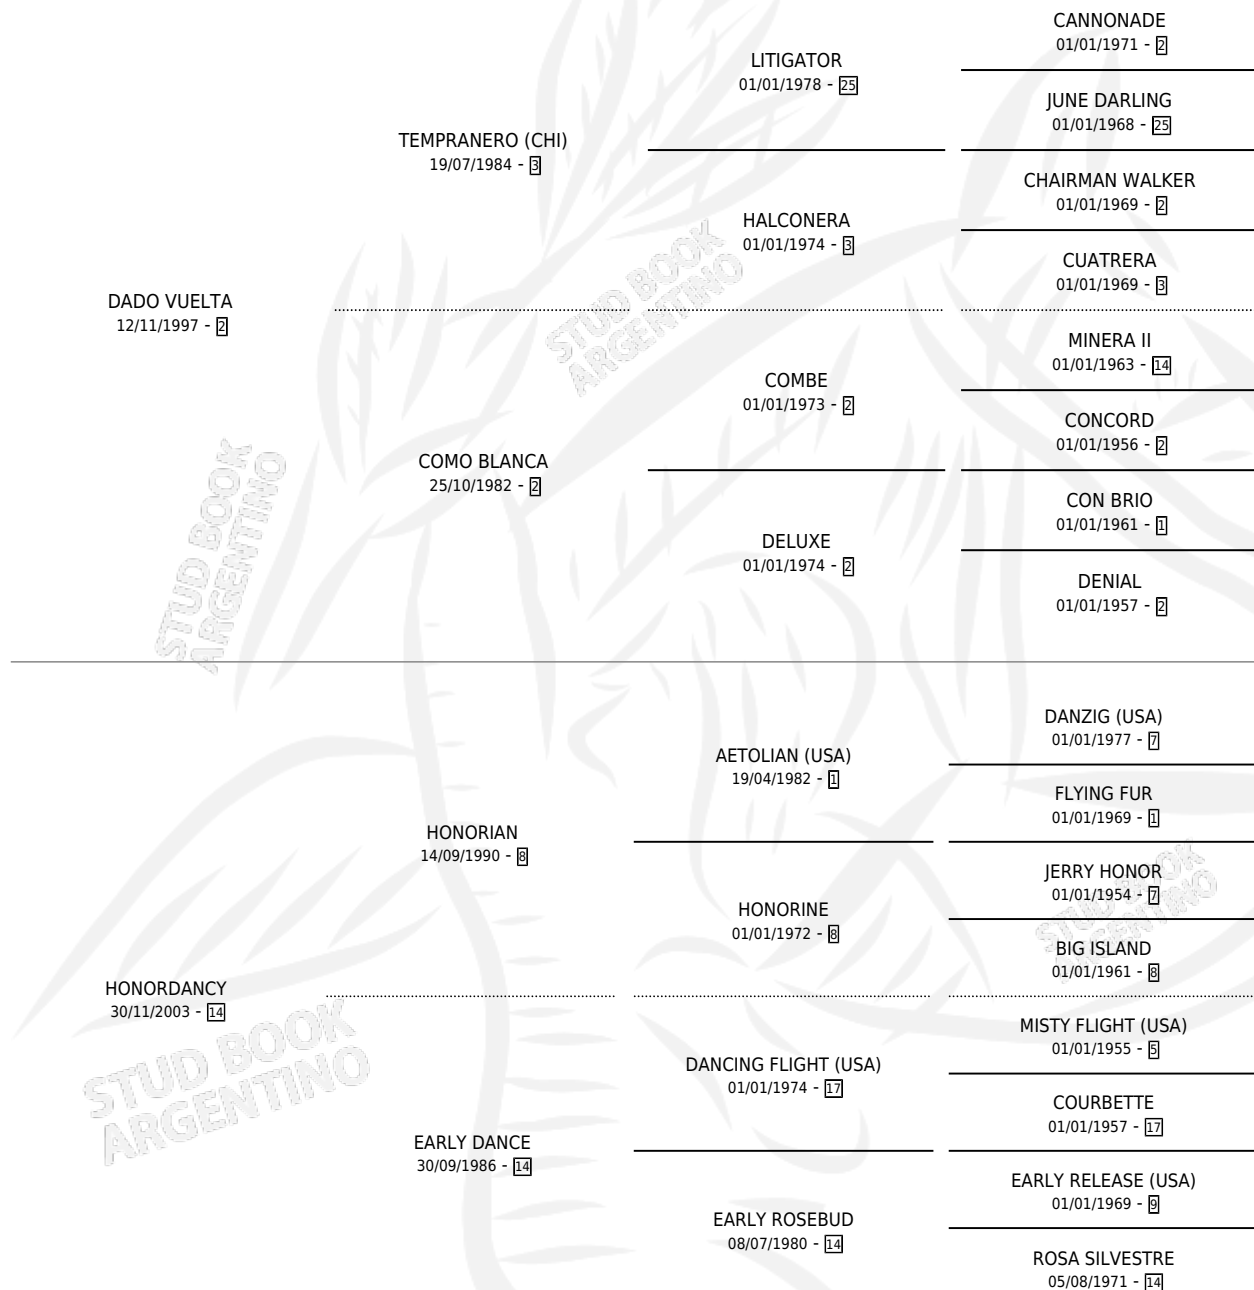 CANNONADE
01/01/1971 - 2
LITIGATOR
01/01/1978 - 25
JUNE DARLING
01/01/1968 - 25
TEMPRANERO (CHI)
19/07/1984 - 3
CHAIRMAN WALKER
01/01/1969 - 2
HALCONERA
01/01/1974 - 3
CUATRERA
01/01/1969 - 3
DADO VUELTA
12/11/1997 - 2
MINERA II
01/01/1963 - 14
COMBE
01/01/1973 - 2
CONCORD
01/01/1956 - 2
COMO BLANCA
25/10/1982 - 2
CON BRIO
01/01/1961 - 1
DELUXE
01/01/1974 - 2
DENIAL
01/01/1957 - 2
DANZIG (USA)
01/01/1977 - 7
AETOLIAN (USA)
19/04/1982 - 1
FLYING FUR
01/01/1969 - 1
HONORIAN
14/09/1990 - 8
JERRY HONOR
01/01/1954 - 7
HONORINE
01/01/1972 - 8
BIG ISLAND
01/01/1961 - 8
HONORDANCY
30/11/2003 - 14
MISTY FLIGHT (USA)
01/01/1955 - 5
DANCING FLIGHT (USA)
01/01/1974 - 17
COURBETTE
01/01/1957 - 17
EARLY DANCE
30/09/1986 - 14
EARLY RELEASE (USA)
01/01/1969 - 9
EARLY ROSEBUD
08/07/1980 - 14
ROSA SILVESTRE
05/08/1971 - 14
STUD BOOK
ARGENTINO
STUD BOOK
ARGENTINO
STUD BOOK
ARGENTINO
STUD BOOK
ARGENTINO